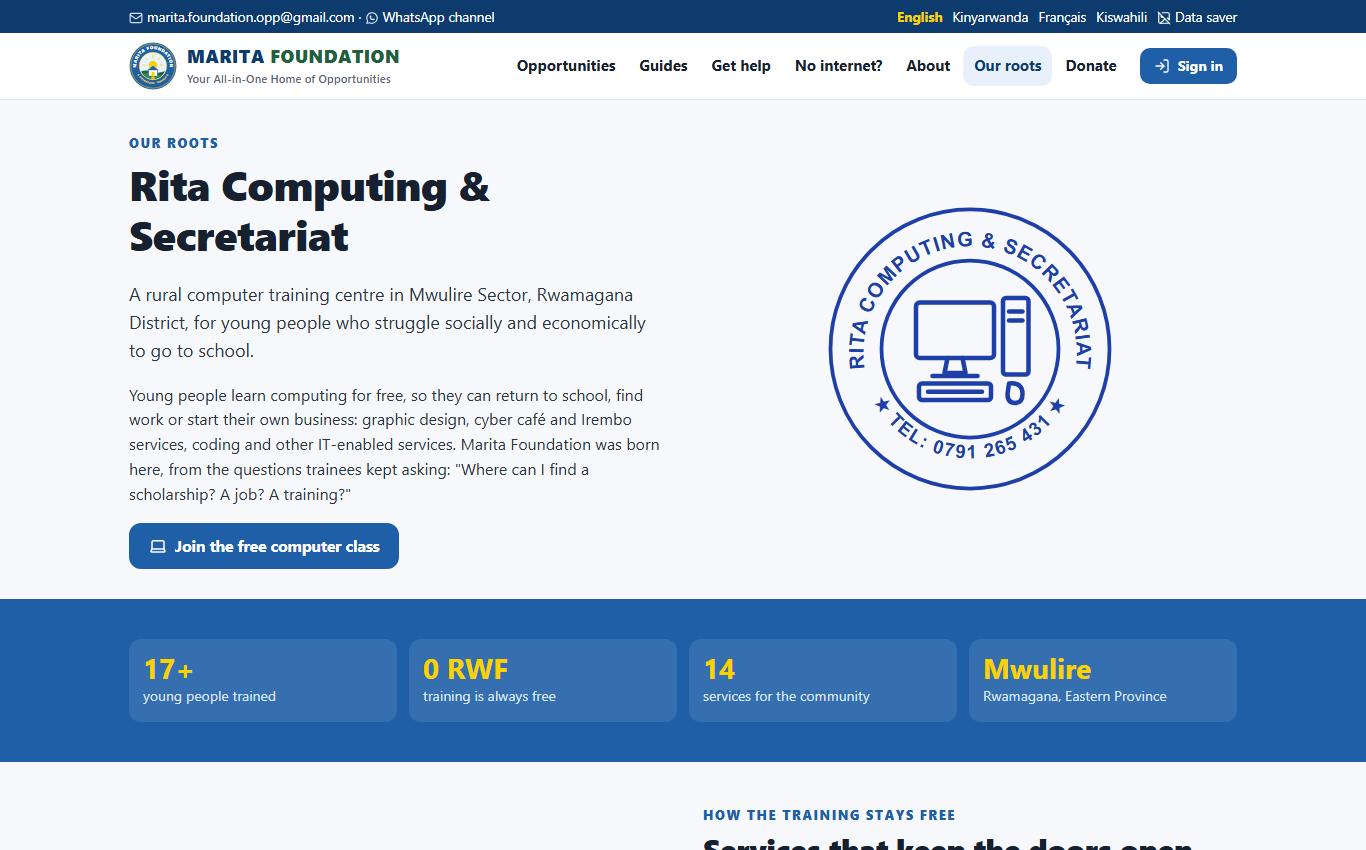 marita.foundation.opp@gmail.com · WhatsApp channel
English Kinyarwanda Français Kiswahili Data saver
MARITA FOUNDATION
Your All-in-One Home of Opportunities
Opportunities Guides Get help No internet? About Our roots Donate Sign in
OUR ROOTS
Rita Computing &
Secretariat
A rural computer training centre in Mwulire Sector, Rwamagana
District, for young people who struggle socially and economically
to go to school.
Young people learn computing for free, so they can return to school, find
work or start their own business: graphic design, cyber café and Irembo
services, coding and other IT-enabled services. Marita Foundation was born
here, from the questions trainees kept asking: "Where can I find a
scholarship? A job? A training?"
Join the free computer class
RITA COMPUTING & SECRETARIAT
★ TEL: 0791 265 431 ★
17+
young people trained
0 RWF
training is always free
14
services for the community
Mwulire
Rwamagana, Eastern Province
HOW THE TRAINING STAYS FREE
Services that keep the doors open